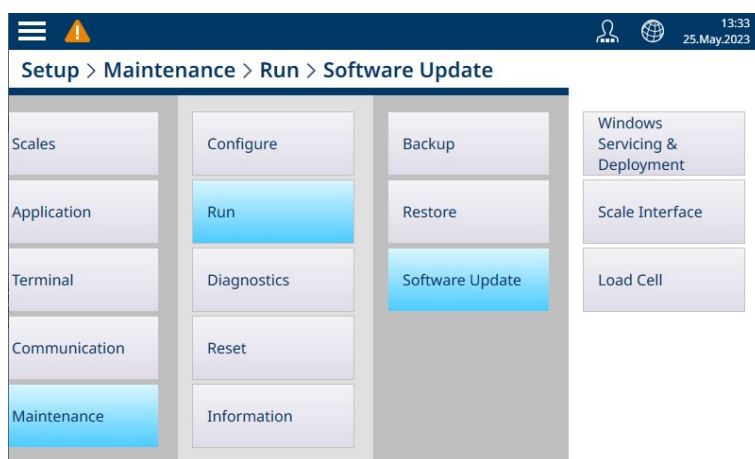 13:33
25.May.2023
Setup > Maintenance > Run > Software Update
Scales
Configure
Backup
Windows
Servicing &
Deployment
Application
Run
Restore
Scale Interface
Terminal
Diagnostics
Software Update
Load Cell
Communication
Reset
Maintenance
Information